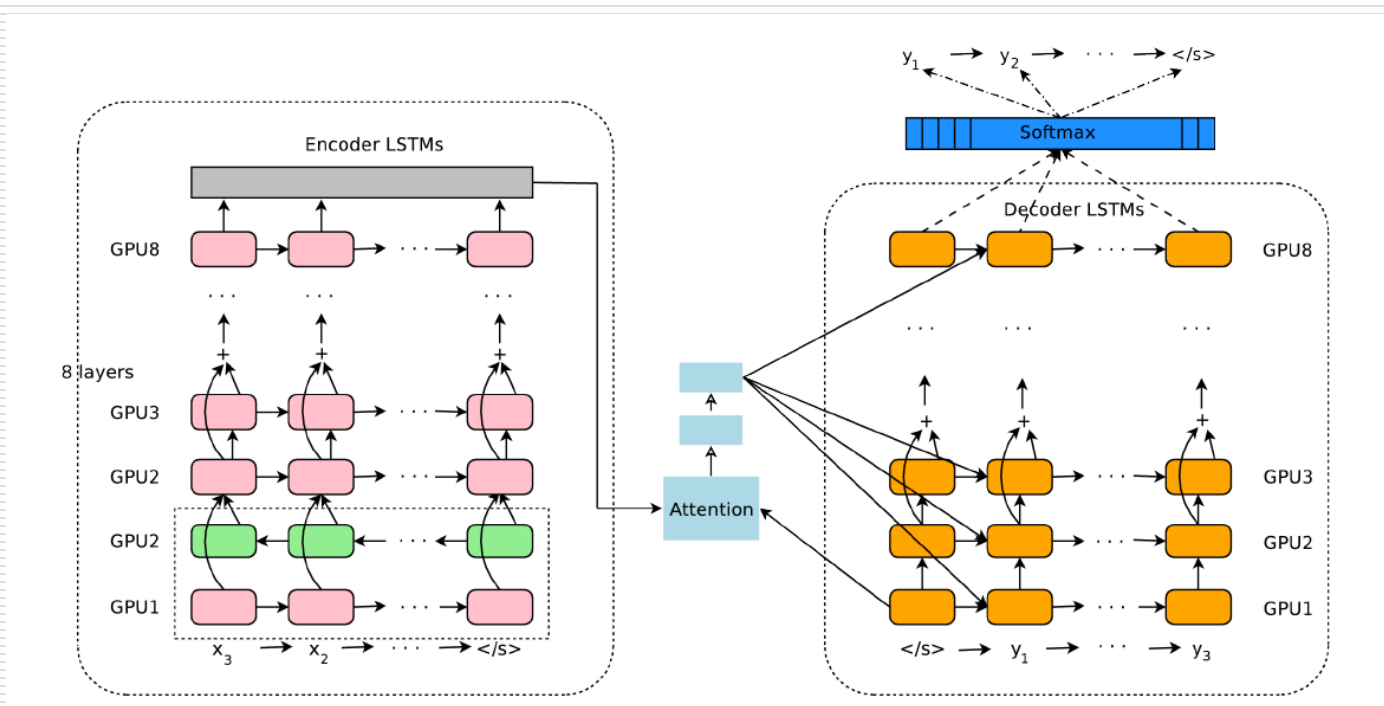 y1 → y2 → ··· → </s>
Softmax
Encoder LSTMs
GPU8
···
8 layers
+ + +
GPU3
GPU2
GPU2
GPU1
x3 → x2 → ··· → </s>
Attention
Decoder LSTMs
GPU8
···
+ + +
GPU3
GPU2
GPU1
</s> → y1 → ··· → y3